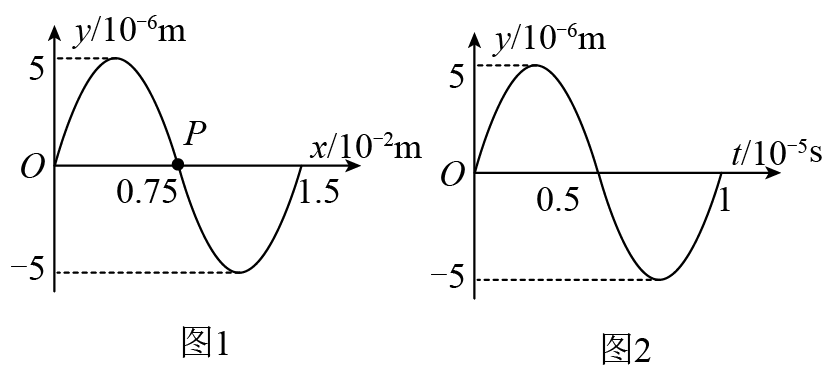 y/10⁻⁶m
5
P
O
x/10⁻²m
0.75
1.5
−5
图1
y/10⁻⁶m
5
O
t/10⁻⁵s
0.5
1
−5
图2